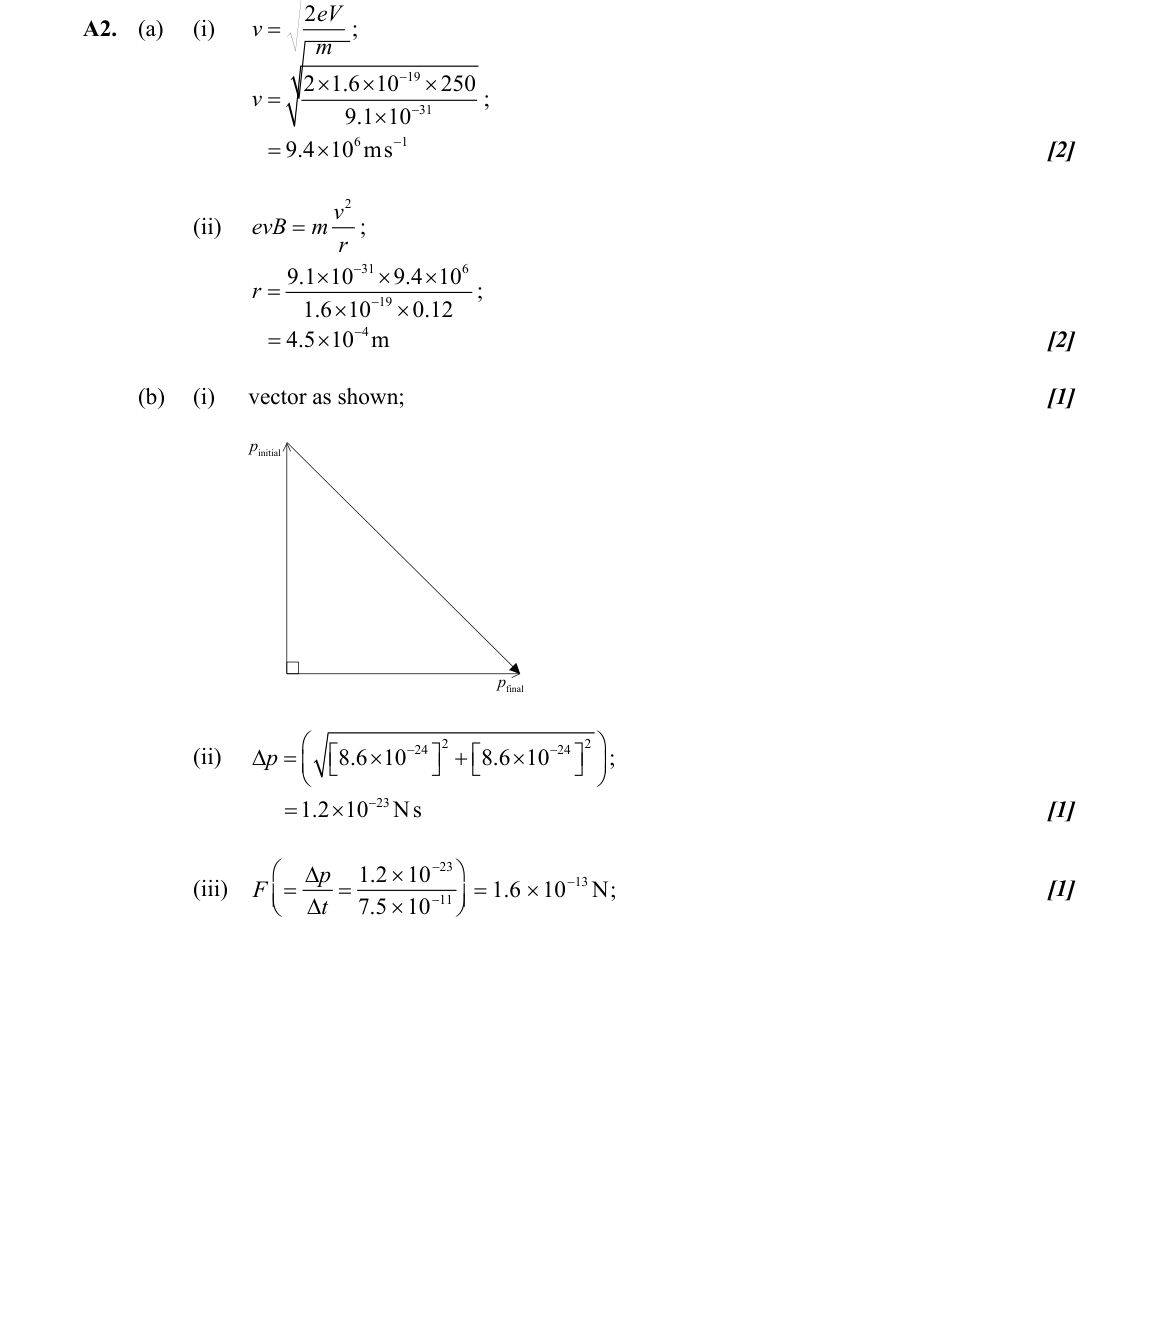 A2. (a) (i) v = √(2eV/m) ;
v = √((2×1.6×10⁻¹⁹×250)/(9.1×10⁻³¹)) ;
= 9.4×10⁶ m s⁻¹ [2]
(ii) evB = m v²/r ;
r = (9.1×10⁻³¹×9.4×10⁶)/(1.6×10⁻¹⁹×0.12) ;
= 4.5×10⁻⁴ m [2]
(b) (i) vector as shown; [1]
p initial
p final
(ii) Δp = (√([8.6×10⁻²⁴]² + [8.6×10⁻²⁴]²)) ;
= 1.2×10⁻²³ N s [1]
(iii) F (= Δp/Δt = (1.2×10⁻²³)/(7.5×10⁻¹¹)) = 1.6×10⁻¹³ N; [1]